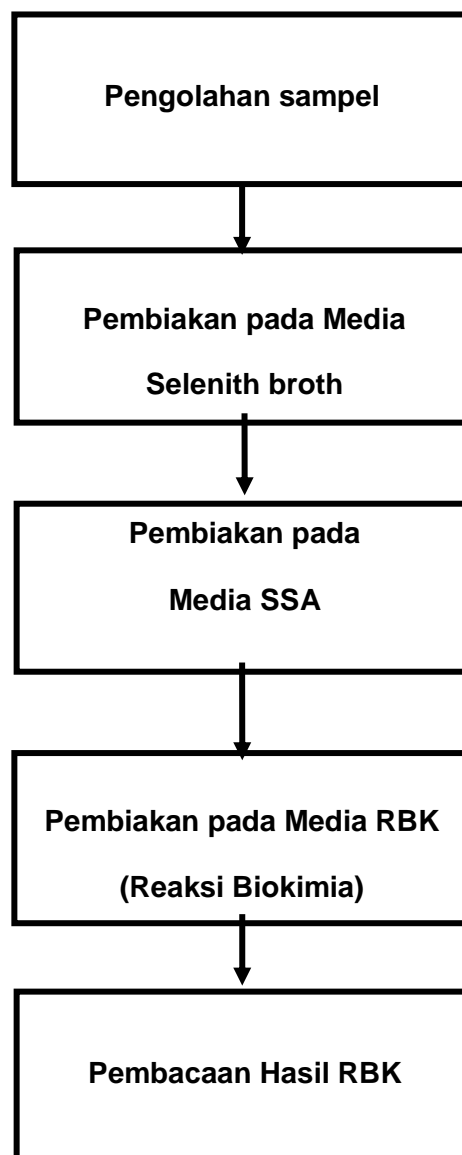 Pengolahan sampel
Pembiakan pada Media
Selenith broth
Pembiakan pada
Media SSA
Pembiakan pada Media RBK
(Reaksi Biokimia)
Pembacaan Hasil RBK